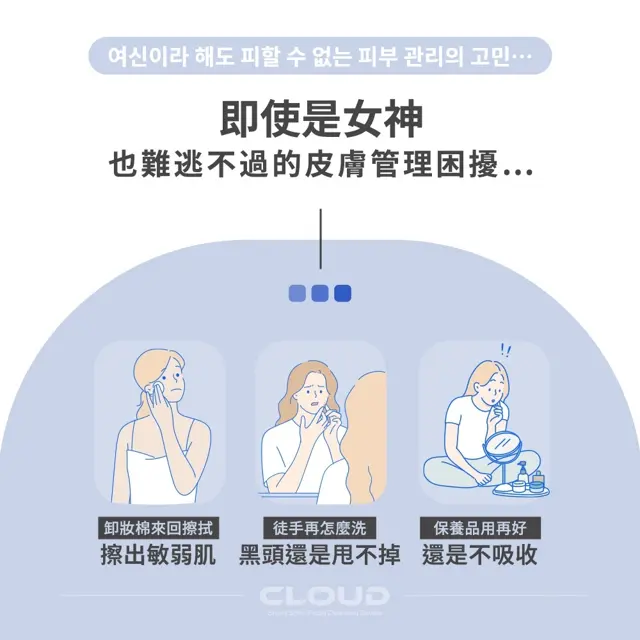 여신이라 해도 피할 수 없는 피부 관리의 고민…
即使是女神
也難逃不過的皮膚管理困擾...
!!
卸妝棉來回擦拭
擦出敏弱肌
徒手再怎麼洗
黑頭還是甩不掉
保養品用再好
還是不吸收
CLOUD